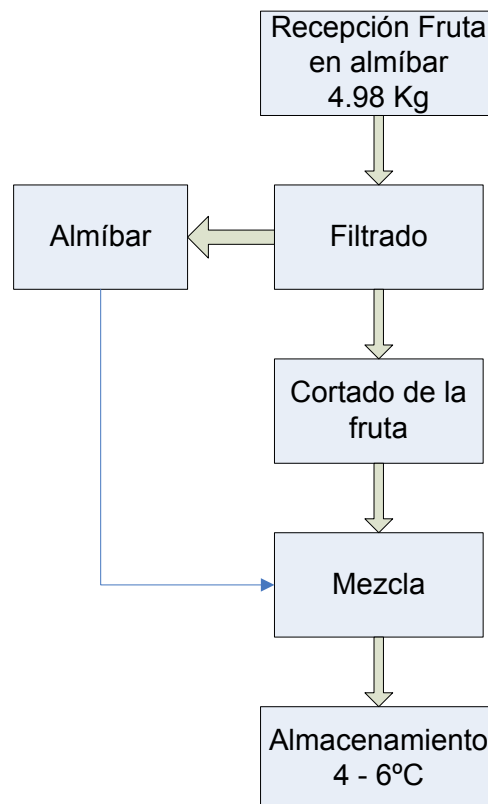 Recepción Fruta
en almíbar
4.98 Kg
Almíbar
Filtrado
Cortado de la
fruta
Mezcla
Almacenamiento
4 - 6ºC